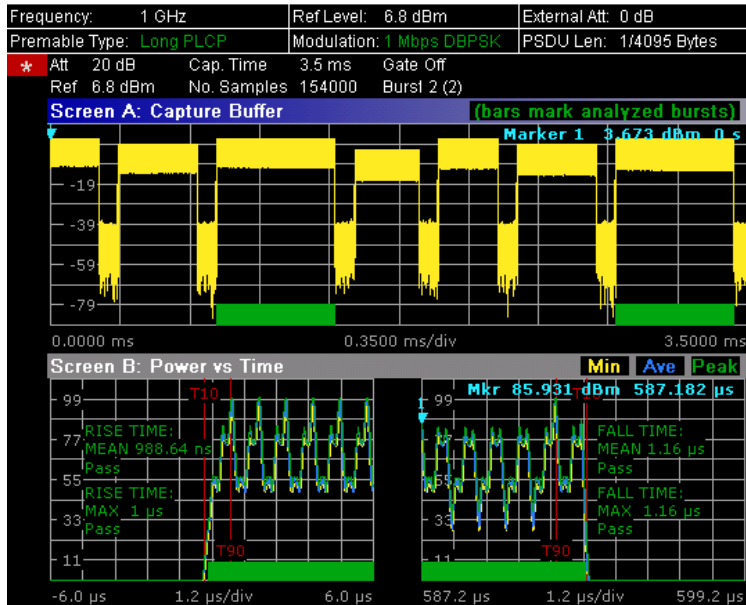 Frequency: 1 GHz Ref Level: 6.8 dBm External Att: 0 dB
Premable Type: Long PLCP Modulation: 1 Mbps DBPSK PSDU Len: 1/4095 Bytes
* Att 20 dB Cap. Time 3.5 ms Gate Off
Ref 6.8 dBm No. Samples 154000 Burst 2 (2)
Screen A: Capture Buffer (bars mark analyzed bursts)
Marker 1 3.673 dBm 0 s
-19
-39
-59
-79
0.0000 ms 0.3500 ms/div 3.5000 ms
Screen B: Power vs Time Min Ave Peak
Mkr 85.931 dBm 587.182 µs
99 T10 99 T10
1
RISE TIME: FALL TIME:
77 MEAN 988.64 ns 77 MEAN 1.16 µs
Pass Pass
55 55
RISE TIME: FALL TIME:
MAX 1 µs MAX 1.16 µs
33 33
Pass Pass
11 T90 11 T90
-6.0 µs 1.2 µs/div 6.0 µs 587.2 µs 1.2 µs/div 599.2 µs